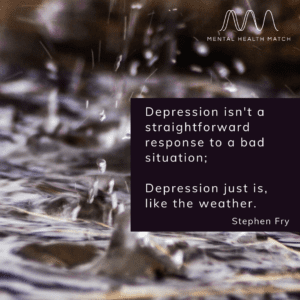 MENTAL HEALTH MATCH
Depression isn't a
straightforward
response to a bad
situation;
Depression just is,
like the weather.
Stephen Fry